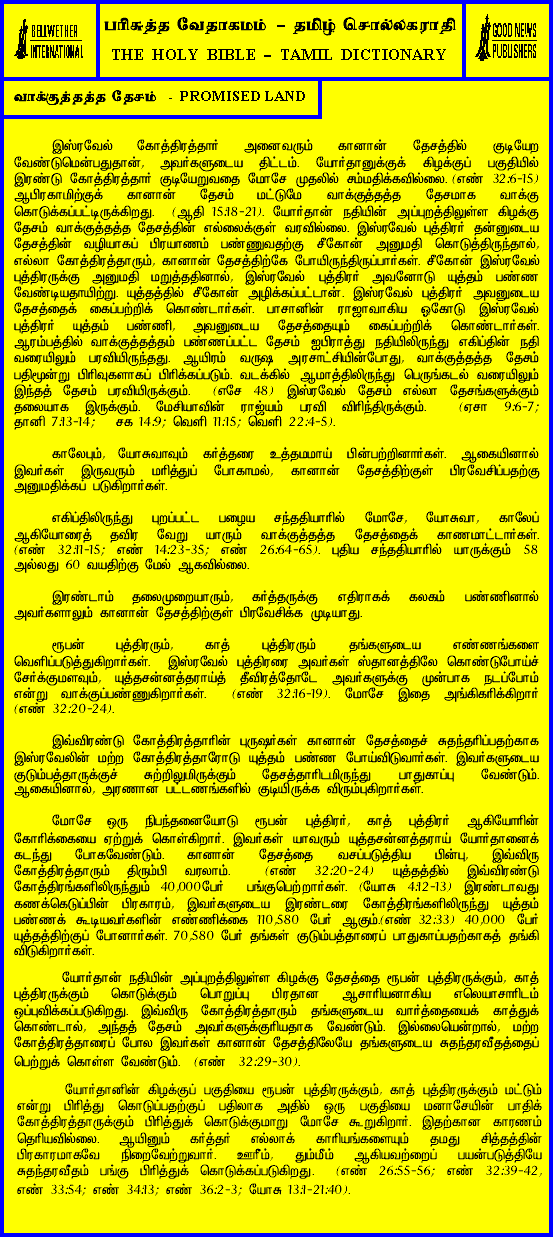 BELLWETHER
INTERNATIONAL
பரிசுத்த வேதாகமம் - தமிழ் சொல்லகராதி
THE HOLY BIBLE - TAMIL DICTIONARY
GOOD NEWS
PUBLISHERS
வாக்குத்தத்த தேசம் - PROMISED LAND
இஸ்ரவேல் கோத்திரத்தார் அனைவரும் கானான் தேசத்தில் குடியேற
வேண்டுமென்பதுதான், அவர்களுடைய திட்டம். யோர்தானுக்குக் கிழக்குப் பகுதியில்
இரண்டு கோத்திரத்தார் குடியேறுவதை மோசே முதலில் சம்மதிக்கவில்லை. (எண் 32:6-15)
ஆபிரகாமிற்குக் கானான் தேசம் மட்டுமே வாக்குத்தத்த தேசமாக வாக்கு
கொடுக்கப்பட்டிருக்கிறது. (ஆதி 15:18-21). யோர்தான் நதியின் அப்புறத்திலுள்ள கிழக்கு
தேசம் வாக்குத்தத்த தேசத்தின் எல்லைக்குள் வரவில்லை. இஸ்ரவேல் புத்திரர் தன்னுடைய
தேசத்தின் வழியாகப் பிரயாணம் பண்ணுவதற்கு சீகோன் அனுமதி கொடுத்திருந்தால்,
எல்லா கோத்திரத்தாரும், கானான் தேசத்திற்கே போயிருந்திருப்பார்கள். சீகோன் இஸ்ரவேல்
புத்திரருக்கு அனுமதி மறுத்ததினால், இஸ்ரவேல் புத்திரர் அவனோடு யுத்தம் பண்ண
வேண்டியதாயிற்று. யுத்தத்தில் சீகோன் அழிக்கப்பட்டான். இஸ்ரவேல் புத்திரர் அவனுடைய
தேசத்தைக் கைப்பற்றிக் கொண்டார்கள். பாசானின் ராஜாவாகிய ஓகோடு இஸ்ரவேல்
புத்திரர் யுத்தம் பண்ணி, அவனுடைய தேசத்தையும் கைப்பற்றிக் கொண்டார்கள்.
ஆரம்பத்தில் வாக்குத்தத்தம் பண்ணப்பட்ட தேசம் ஐபிராத்து நதியிலிருந்து எகிப்தின் நதி
வரையிலும் பரவியிருந்தது. ஆயிரம் வருஷ அரசாட்சியின்போது, வாக்குத்தத்த தேசம்
பதிமூன்று பிரிவுகளாகப் பிரிக்கப்படும். வடக்கில் ஆமாத்திலிருந்து பெருங்கடல் வரையிலும்
இந்தத் தேசம் பரவியிருக்கும். (எசே 48) இஸ்ரவேல் தேசம் எல்லா தேசங்களுக்கும்
தலையாக இருக்கும். மேசியாவின் ராஜ்யம் பரவி விரிந்திருக்கும். (ஏசா 9:6-7;
தானி 7:13-14; சக 14:9; வெளி 11:15; வெளி 22:4-5).
காலேபும், யோசுவாவும் கர்த்தரை உத்தமமாய் பின்பற்றினார்கள். ஆகையினால்
இவர்கள் இருவரும் மரித்துப் போகாமல், கானான் தேசத்திற்குள் பிரவேசிப்பதற்கு
அனுமதிக்கப் படுகிறார்கள்.
எகிப்திலிருந்து புறப்பட்ட பழைய சந்ததியாரில் மோசே, யோசுவா, காலேப்
ஆகியோரைத் தவிர வேறு யாரும் வாக்குத்தத்த தேசத்தைக் காணமாட்டார்கள்.
(எண் 32:11-15; எண் 14:23-35; எண் 26:64-65). புதிய சந்ததியாரில் யாருக்கும் 58
அல்லது 60 வயதிற்கு மேல் ஆகவில்லை.
இரண்டாம் தலைமுறையாரும், கர்த்தருக்கு எதிராகக் கலகம் பண்ணினால்
அவர்களாலும் கானான் தேசத்திற்குள் பிரவேசிக்க முடியாது.
ரூபன் புத்திரரும், காத் புத்திரரும் தங்களுடைய எண்ணங்களை
வெளிப்படுத்துகிறார்கள். இஸ்ரவேல் புத்திரரை அவர்கள் ஸ்தானத்திலே கொண்டுபோய்ச்
சேர்க்குமளவும், யுத்தசன்னத்தராய்த் தீவிரத்தோடே அவர்களுக்கு முன்பாக நடப்போம்
என்று வாக்குப்பண்ணுகிறார்கள். (எண் 32:16-19). மோசே இதை அங்கிகரிக்கிறார்
(எண் 32:20-24).
இவ்விரண்டு கோத்திரத்தாரின் புருஷர்கள் கானான் தேசத்தைச் சுதந்தரிப்பதற்காக
இஸ்ரவேலின் மற்ற கோத்திரத்தாரோடு யுத்தம் பண்ண போய்விடுவார்கள். இவர்களுடைய
குடும்பத்தாருக்குச் சுற்றிலுமிருக்கும் தேசத்தாரிடமிருந்து பாதுகாப்பு வேண்டும்.
ஆகையினால், அரணான பட்டணங்களில் குடியிருக்க விரும்புகிறார்கள்.
மோசே ஒரு நிபந்தனையோடு ரூபன் புத்திரர், காத் புத்திரர் ஆகியோரின்
கோரிக்கையை ஏற்றுக் கொள்கிறார். இவர்கள் யாவரும் யுத்தசன்னத்தராய் யோர்தானைக்
கடந்து போகவேண்டும். கானான் தேசத்தை வசப்படுத்திய பின்பு, இவ்விரு
கோத்திரத்தாரும் திரும்பி வரலாம். (எண் 32:20-24) யுத்தத்தில் இவ்விரண்டு
கோத்திரங்களிலிருந்தும் 40,000பேர் பங்குபெற்றார்கள். (யோசு 4:12-13) இரண்டாவது
கணக்கெடுப்பின் பிரகாரம், இவர்களுடைய இரண்டரை கோத்திரங்களிலிருந்து யுத்தம்
பண்ணக் கூடியவர்களின் எண்ணிக்கை 110,580 பேர் ஆகும்.(எண் 32:33) 40,000 பேர்
யுத்தத்திற்குப் போனார்கள். 70,580 பேர் தங்கள் குடும்பத்தாரைப் பாதுகாப்பதற்காகத் தங்கி
விடுகிறார்கள்.
யோர்தான் நதியின் அப்புறத்திலுள்ள கிழக்கு தேசத்தை ரூபன் புத்திரருக்கும், காத்
புத்திரருக்கும் கொடுக்கும் பொறுப்பு பிரதான ஆசாரியனாகிய எலெயாசாரிடம்
ஒப்புவிக்கப்படுகிறது. இவ்விரு கோத்திரத்தாரும் தங்களுடைய வார்த்தையைக் காத்துக்
கொண்டால், அந்தத் தேசம் அவர்களுக்குரியதாக வேண்டும். இல்லையென்றால், மற்ற
கோத்திரத்தாரைப் போல இவர்கள் கானான் தேசத்திலேயே தங்களுடைய சுதந்தரவீதத்தைப்
பெற்றுக் கொள்ள வேண்டும். (எண் 32:29-30).
யோர்தானின் கிழக்குப் பகுதியை ரூபன் புத்திரருக்கும், காத் புத்திரருக்கும் மட்டும்
என்று பிரித்து கொடுப்பதற்குப் பதிலாக அதில் ஒரு பகுதியை மனாசேயின் பாதிக்
கோத்திரத்தாருக்கும் பிரித்துக் கொடுக்குமாறு மோசே கூறுகிறார். இதற்கான காரணம்
தெரியவில்லை. ஆயினும் கர்த்தர் எல்லாக் காரியங்களையும் தமது சித்தத்தின்
பிரகாரமாகவே நிறைவேற்றுவார். ஊரீம், தும்மீம் ஆகியவற்றைப் பயன்படுத்தியே
சுதந்தரவீதம் பங்கு பிரித்துக் கொடுக்கப்படுகிறது. (எண் 26:55-56; எண் 32:39-42,
எண் 33:54; எண் 34:13; எண் 36:2-3; யோசு 13:1-21:40).